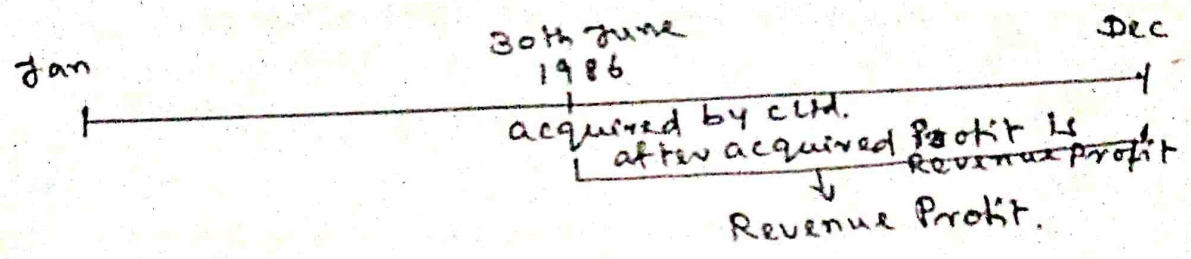 Jan
30th June
1986
Dec
acquired by C Ltd.
after acquired Profit is
Revenue Profit
Revenue Profit.